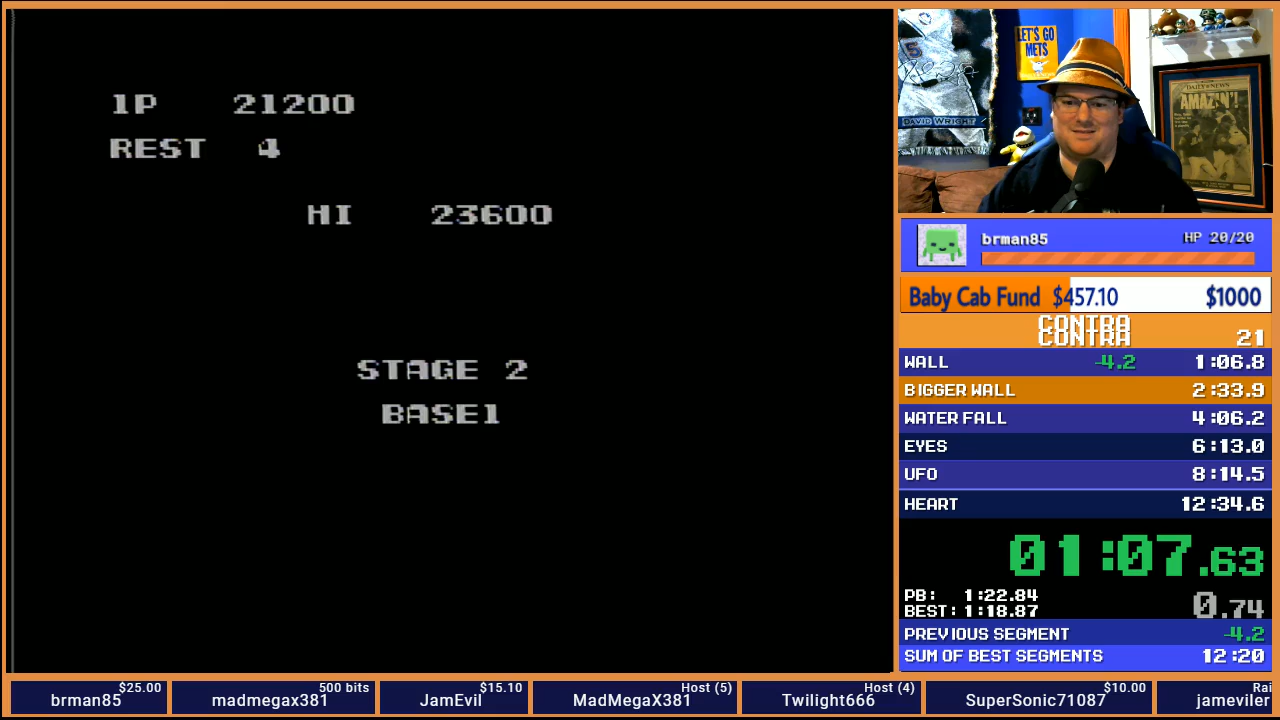 1P 21200
REST 4
HI 23600
STAGE 2
BASE1
LET'S GO
METS
5
DAVID WRIGHT
DAILY NEWS
AMAZIN'!
brman85 HP 20/20
Baby Cab Fund $457.10 $1000
CONTRA
CONTRA 21
WALL -4.2 1:06.8
BIGGER WALL 2:33.9
WATER FALL 4:06.2
EYES 6:13.0
UFO 8:14.5
HEART 12:34.6
01:07.63
PB: 1:22.84
BEST: 1:18.87 0.74
PREVIOUS SEGMENT -4.2
SUM OF BEST SEGMENTS 12:20
brman85 $25.00
madmegax381 500 bits
JamEvil $15.10
MadMegaX381 Host (5)
Twilight666 Host (4)
SuperSonic71087 $10.00
jameviler Rai